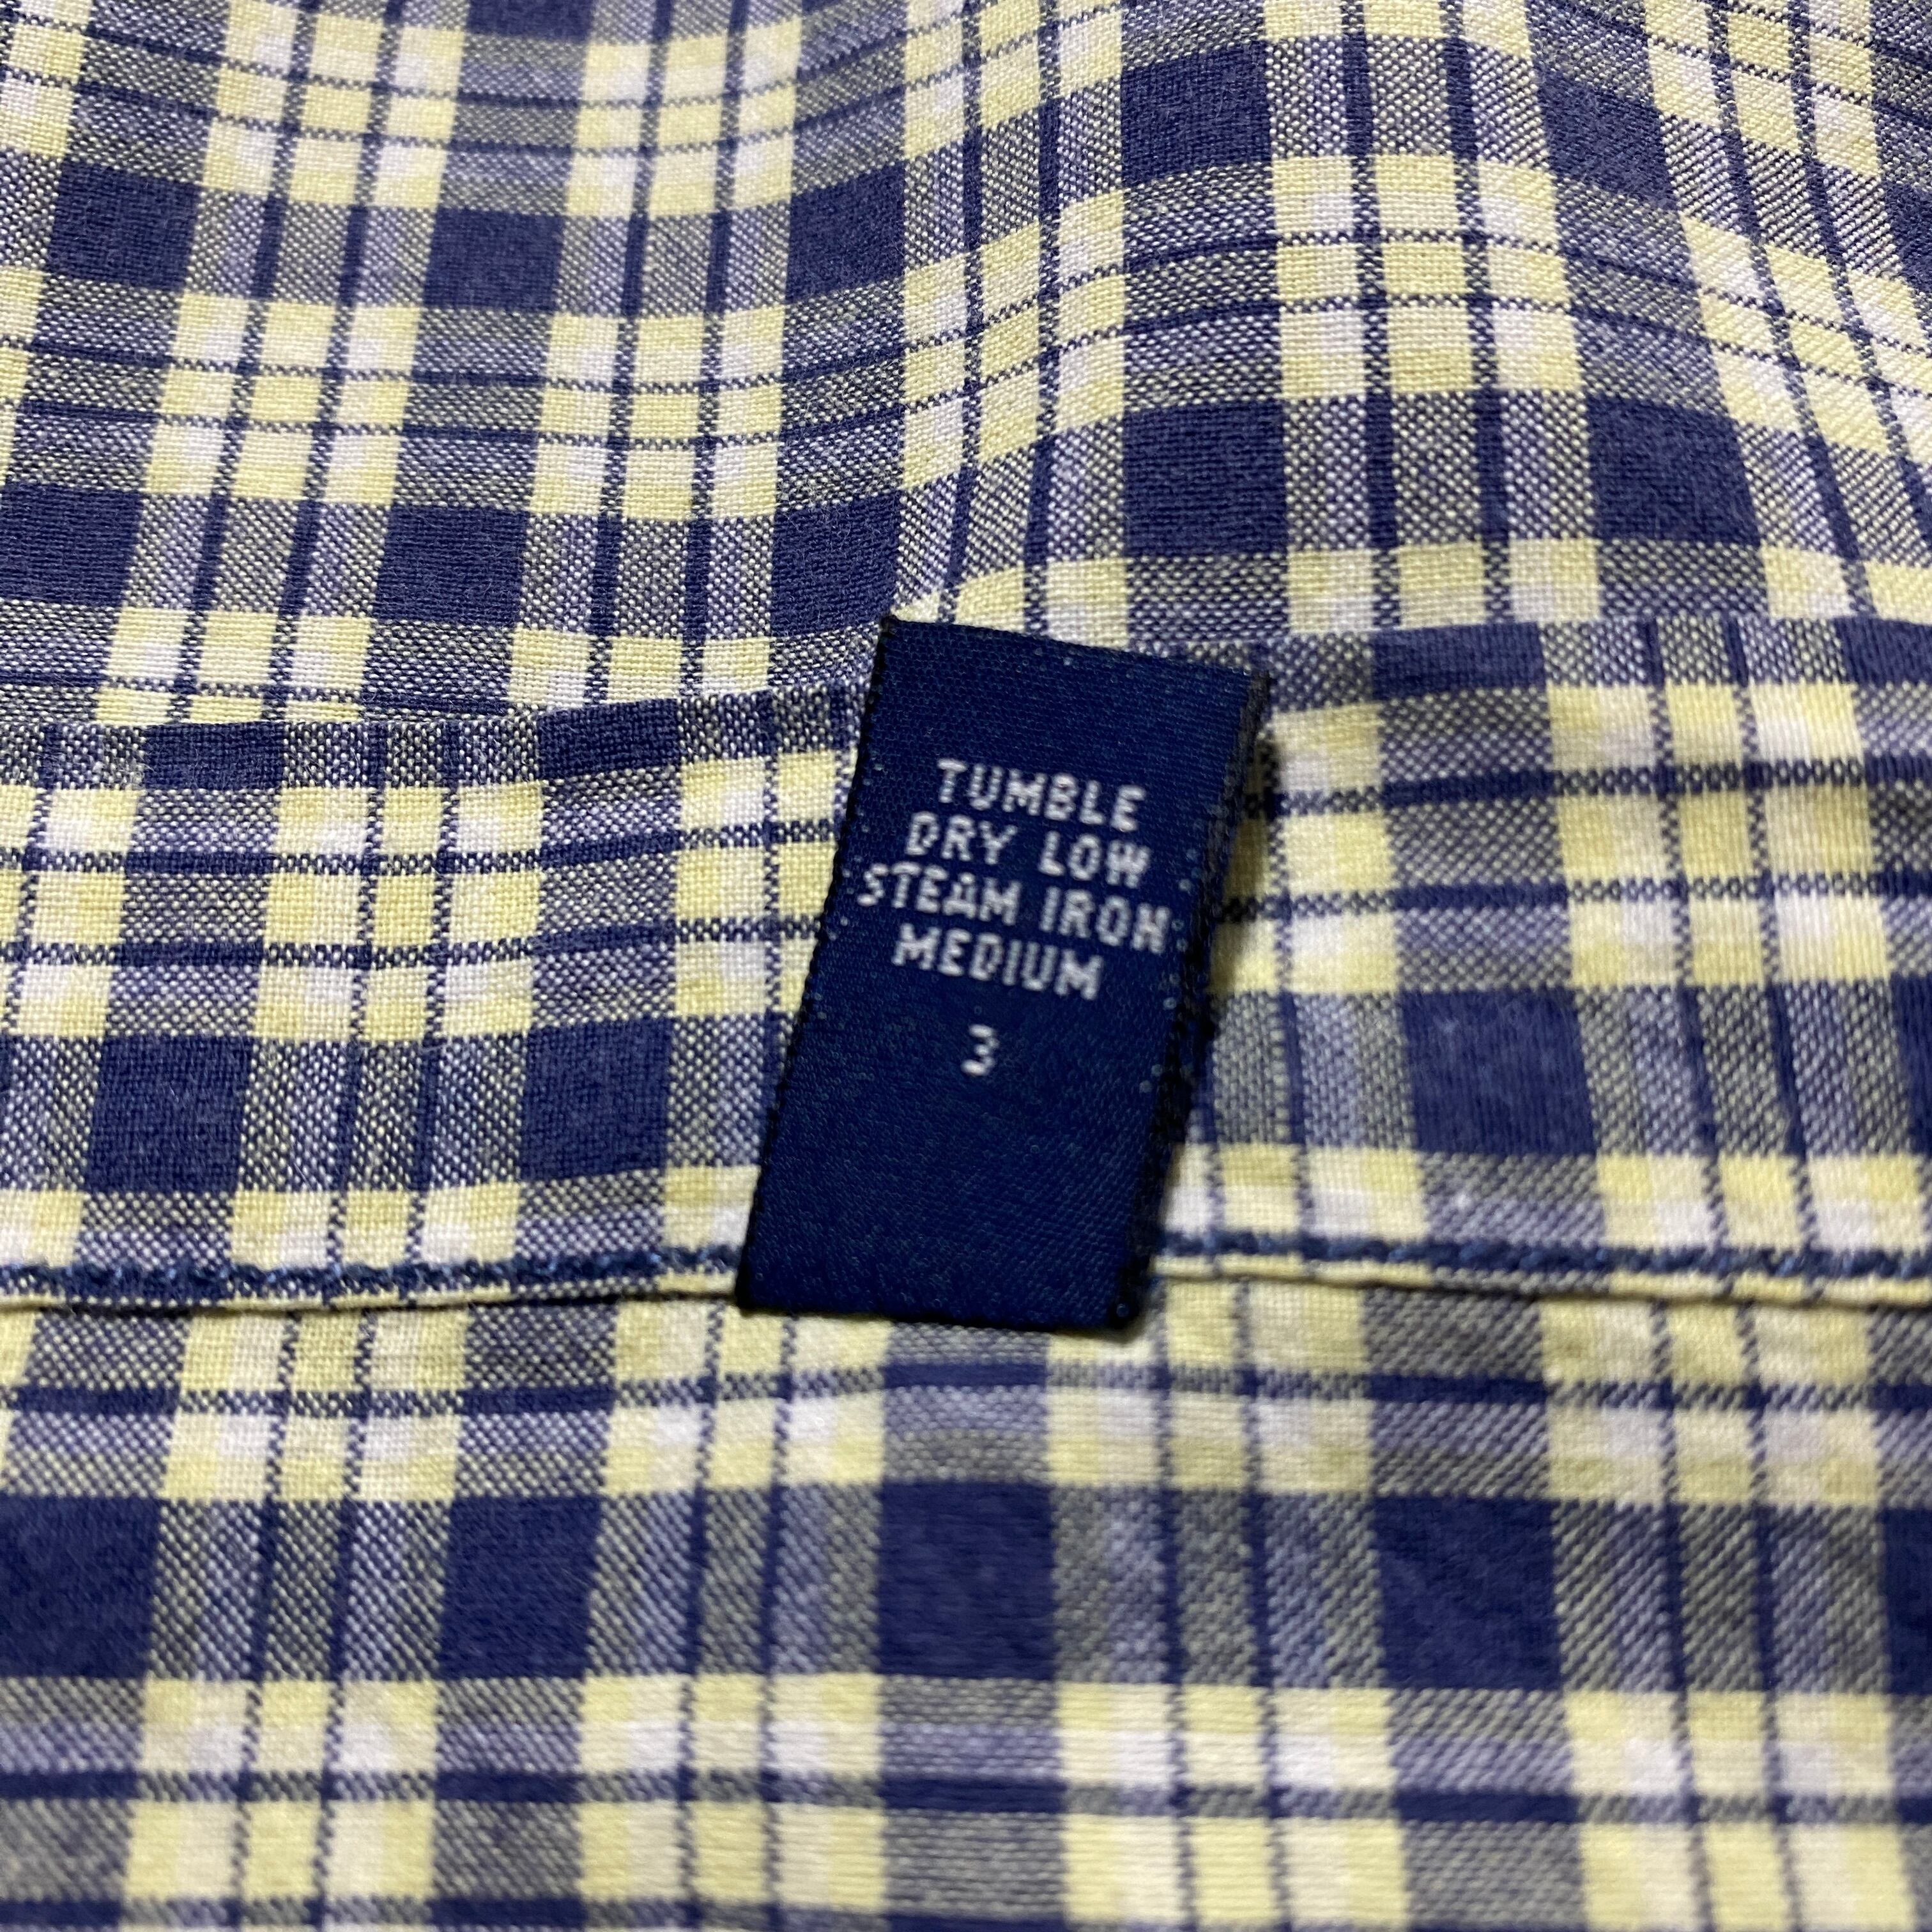 TUMBLE
DRY LOW
STEAM IRON
MEDIUM
3